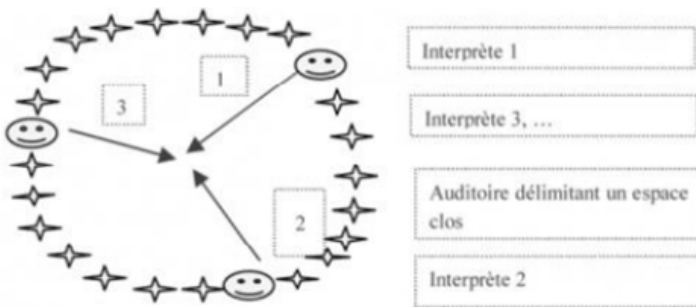 1
Interprète 1
3
Interprète 3, ...
Auditoire délimitant un espace
clos
2
Interprète 2